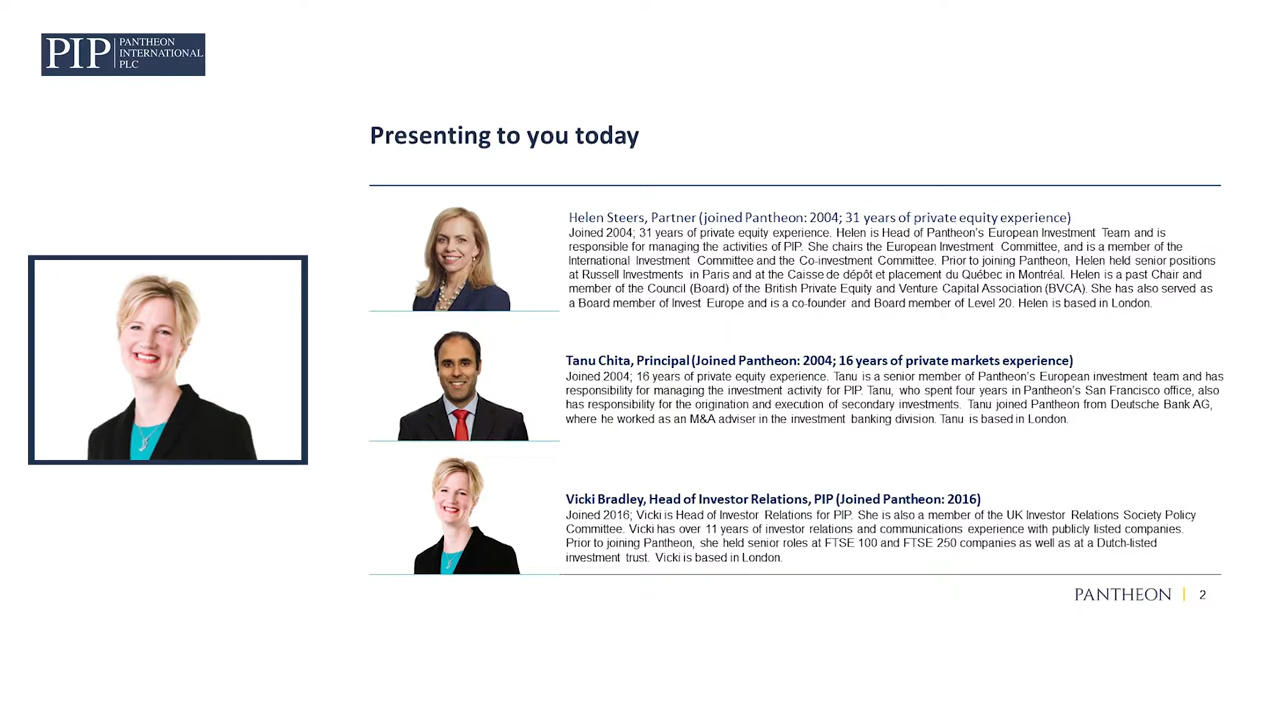 PIP
PANTHEON
INTERNATIONAL
PLC
Presenting to you today
Helen Steers, Partner (joined Pantheon: 2004; 31 years of private equity experience)
Joined 2004; 31 years of private equity experience. Helen is Head of Pantheon's European Investment Team and is
responsible for managing the activities of PIP. She chairs the European Investment Committee, and is a member of the
International Investment Committee and the Co-investment Committee. Prior to joining Pantheon, Helen held senior positions
at Russell Investments in Paris and at the Caisse de dépôt et placement du Québec in Montréal. Helen is a past Chair and
member of the Council (Board) of the British Private Equity and Venture Capital Association (BVCA). She has also served as
a Board member of Invest Europe and is a co-founder and Board member of Level 20. Helen is based in London.
Tanu Chita, Principal (Joined Pantheon: 2004; 16 years of private markets experience)
Joined 2004; 16 years of private equity experience. Tanu is a senior member of Pantheon's European investment team and has
responsibility for managing the investment activity for PIP. Tanu, who spent four years in Pantheon's San Francisco office, also
has responsibility for the origination and execution of secondary investments. Tanu joined Pantheon from Deutsche Bank AG,
where he worked as an M&A adviser in the investment banking division. Tanu is based in London.
Vicki Bradley, Head of Investor Relations, PIP (Joined Pantheon: 2016)
Joined 2016; Vicki is Head of Investor Relations for PIP. She is also a member of the UK Investor Relations Society Policy
Committee. Vicki has over 11 years of investor relations and communications experience with publicly listed companies.
Prior to joining Pantheon, she held senior roles at FTSE 100 and FTSE 250 companies as well as at a Dutch-listed
investment trust. Vicki is based in London.
PANTHEON | 2